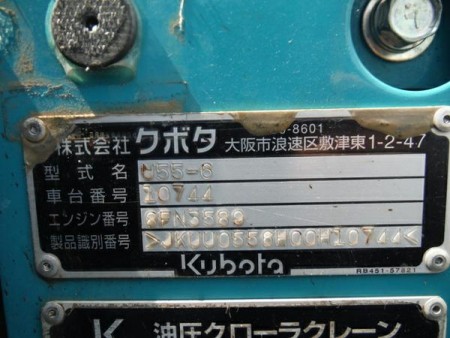 株式会社 クボタ
大阪市浪速区敷津東1-2-47
型式名 U55-6
車台番号 10744
エンジン番号
製品識別番号
Kubota
RB451-57821
K 油圧クローラクレーン